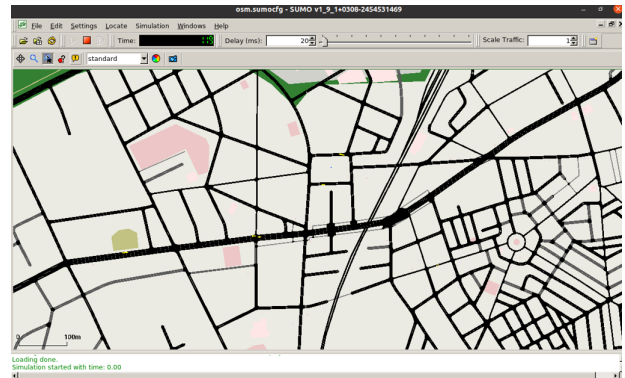 osm.sumocfg - SUMO v1_9_1+0308-2454531469
File Edit Settings Locate Simulation Windows Help
Time: Delay (ms): 20 Scale Traffic: 1
standard
0 100m
Loading done.
Simulation started with time: 0.00